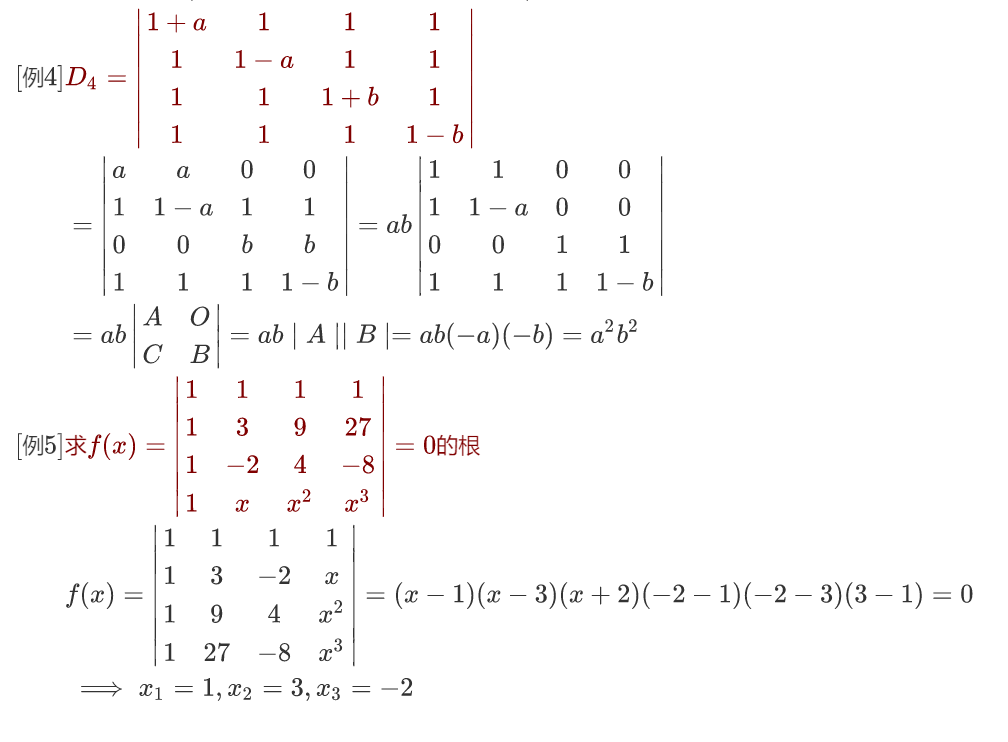 [例4]$D_4 = \begin{vmatrix} 1+a & 1 & 1 & 1 \\ 1 & 1-a & 1 & 1 \\ 1 & 1 & 1+b & 1 \\ 1 & 1 & 1 & 1-b \end{vmatrix}$
$= \begin{vmatrix} a & a & 0 & 0 \\ 1 & 1-a & 1 & 1 \\ 0 & 0 & b & b \\ 1 & 1 & 1 & 1-b \end{vmatrix} = ab \begin{vmatrix} 1 & 1 & 0 & 0 \\ 1 & 1-a & 0 & 0 \\ 0 & 0 & 1 & 1 \\ 1 & 1 & 1 & 1-b \end{vmatrix}$
$= ab \begin{vmatrix} A & O \\ C & B \end{vmatrix} = ab \mid A \mid\mid B \mid = ab(-a)(-b) = a^2b^2$
[例5]求$f(x) = \begin{vmatrix} 1 & 1 & 1 & 1 \\ 1 & 3 & 9 & 27 \\ 1 & -2 & 4 & -8 \\ 1 & x & x^2 & x^3 \end{vmatrix} = 0$的根
$f(x) = \begin{vmatrix} 1 & 1 & 1 & 1 \\ 1 & 3 & -2 & x \\ 1 & 9 & 4 & x^2 \\ 1 & 27 & -8 & x^3 \end{vmatrix} = (x-1)(x-3)(x+2)(-2-1)(-2-3)(3-1) = 0$
$\implies x_1 = 1, x_2 = 3, x_3 = -2$